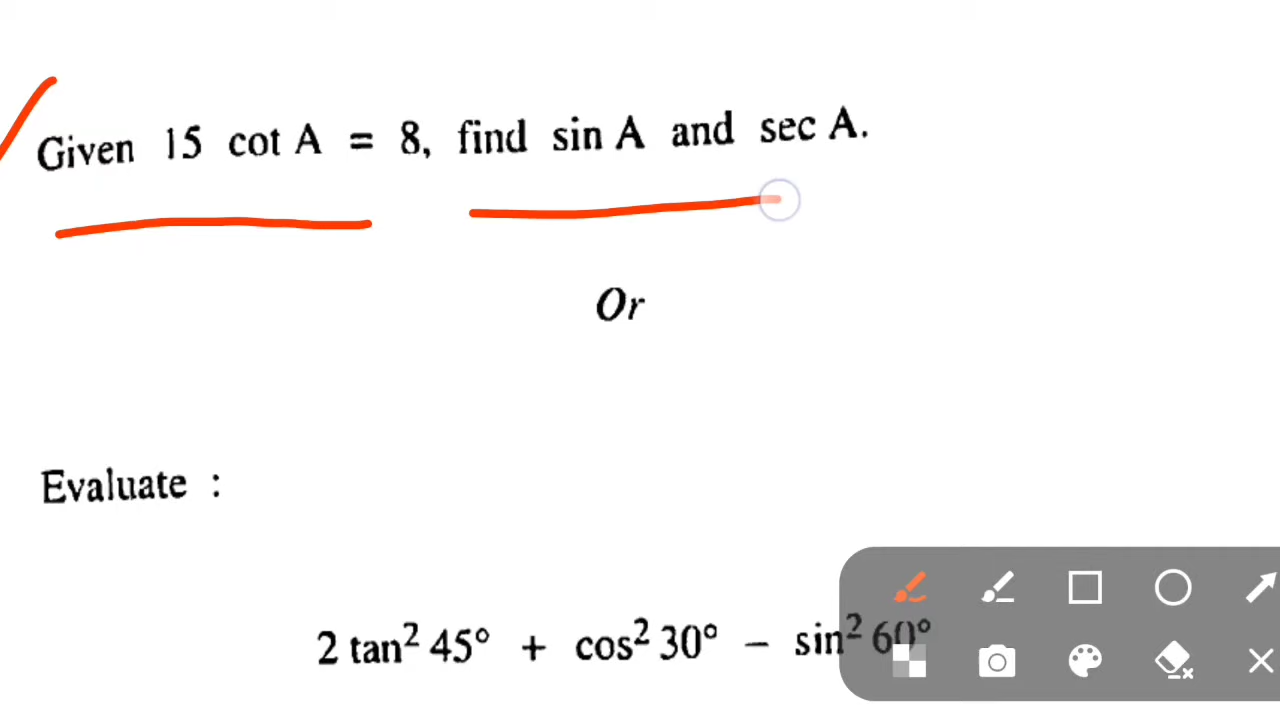 Given 15 cot A = 8, find sin A and sec A.
Or
Evaluate :
2 tan² 45° + cos² 30° – sin² 60°